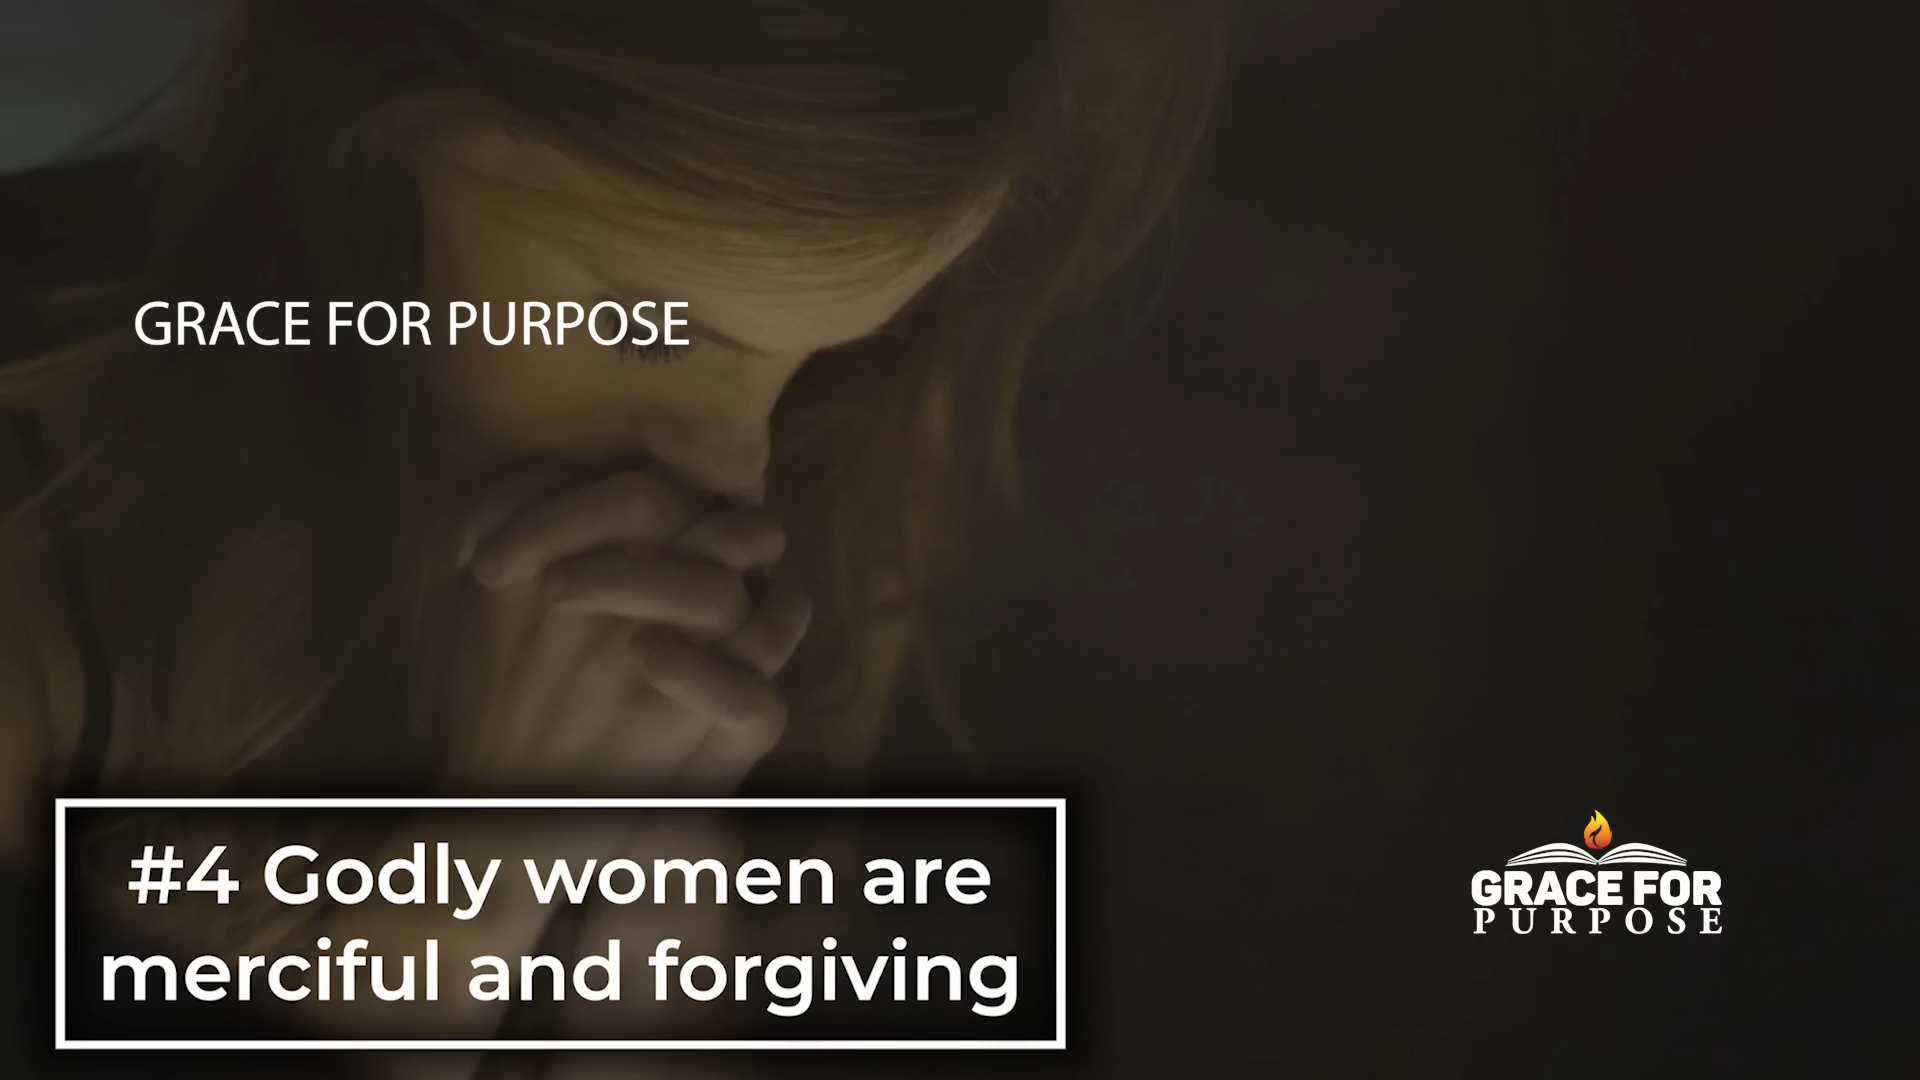 GRACE FOR PURPOSE
#4 Godly women are
merciful and forgiving
GRACE FOR
PURPOSE